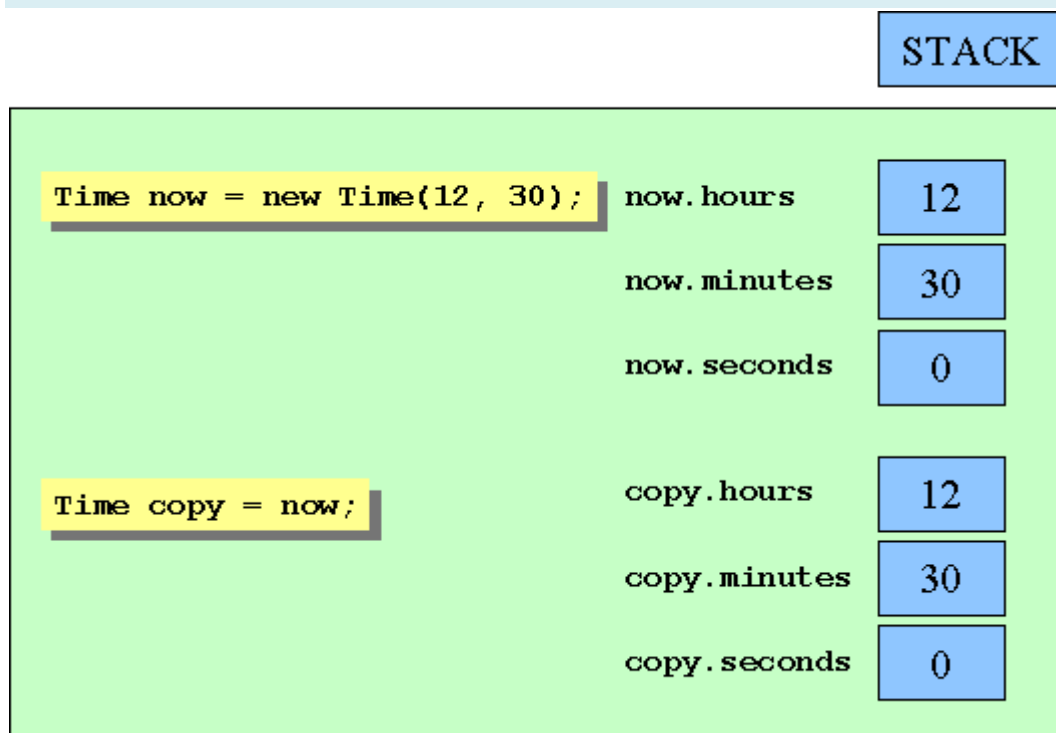 STACK
Time now = new Time(12, 30); now.hours 12
now.minutes 30
now.seconds 0
Time copy = now; copy.hours 12
copy.minutes 30
copy.seconds 0